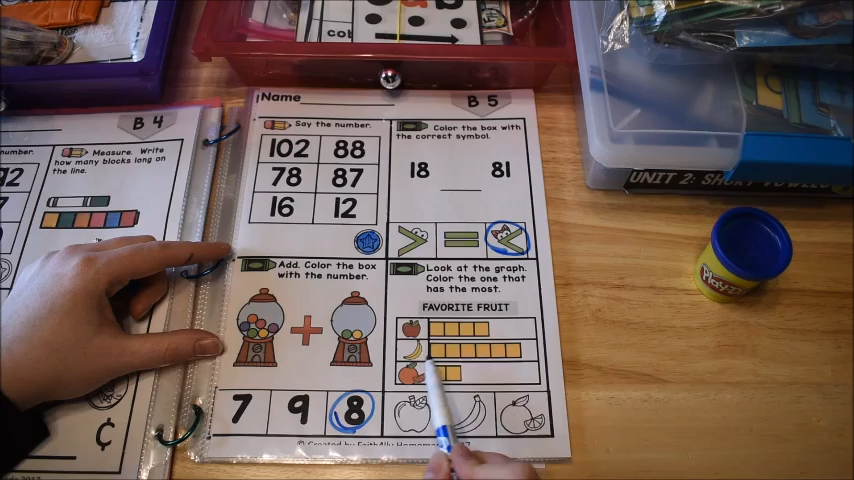 col
B 4
number.
Measure. Write
how many blocks long on
the line.
¢
Name
B 5
Say the number.
102 88
78 87
16 12
Color the box with
the correct symbol.
18 81
> = <
Add. Color the box
with the number.
+
7 9 8
Look at the graph.
Color the one that
has the most.
FAVORITE FRUIT
© Created by FaithAlly
UNIT 2: SHORT VOWELS
Play-